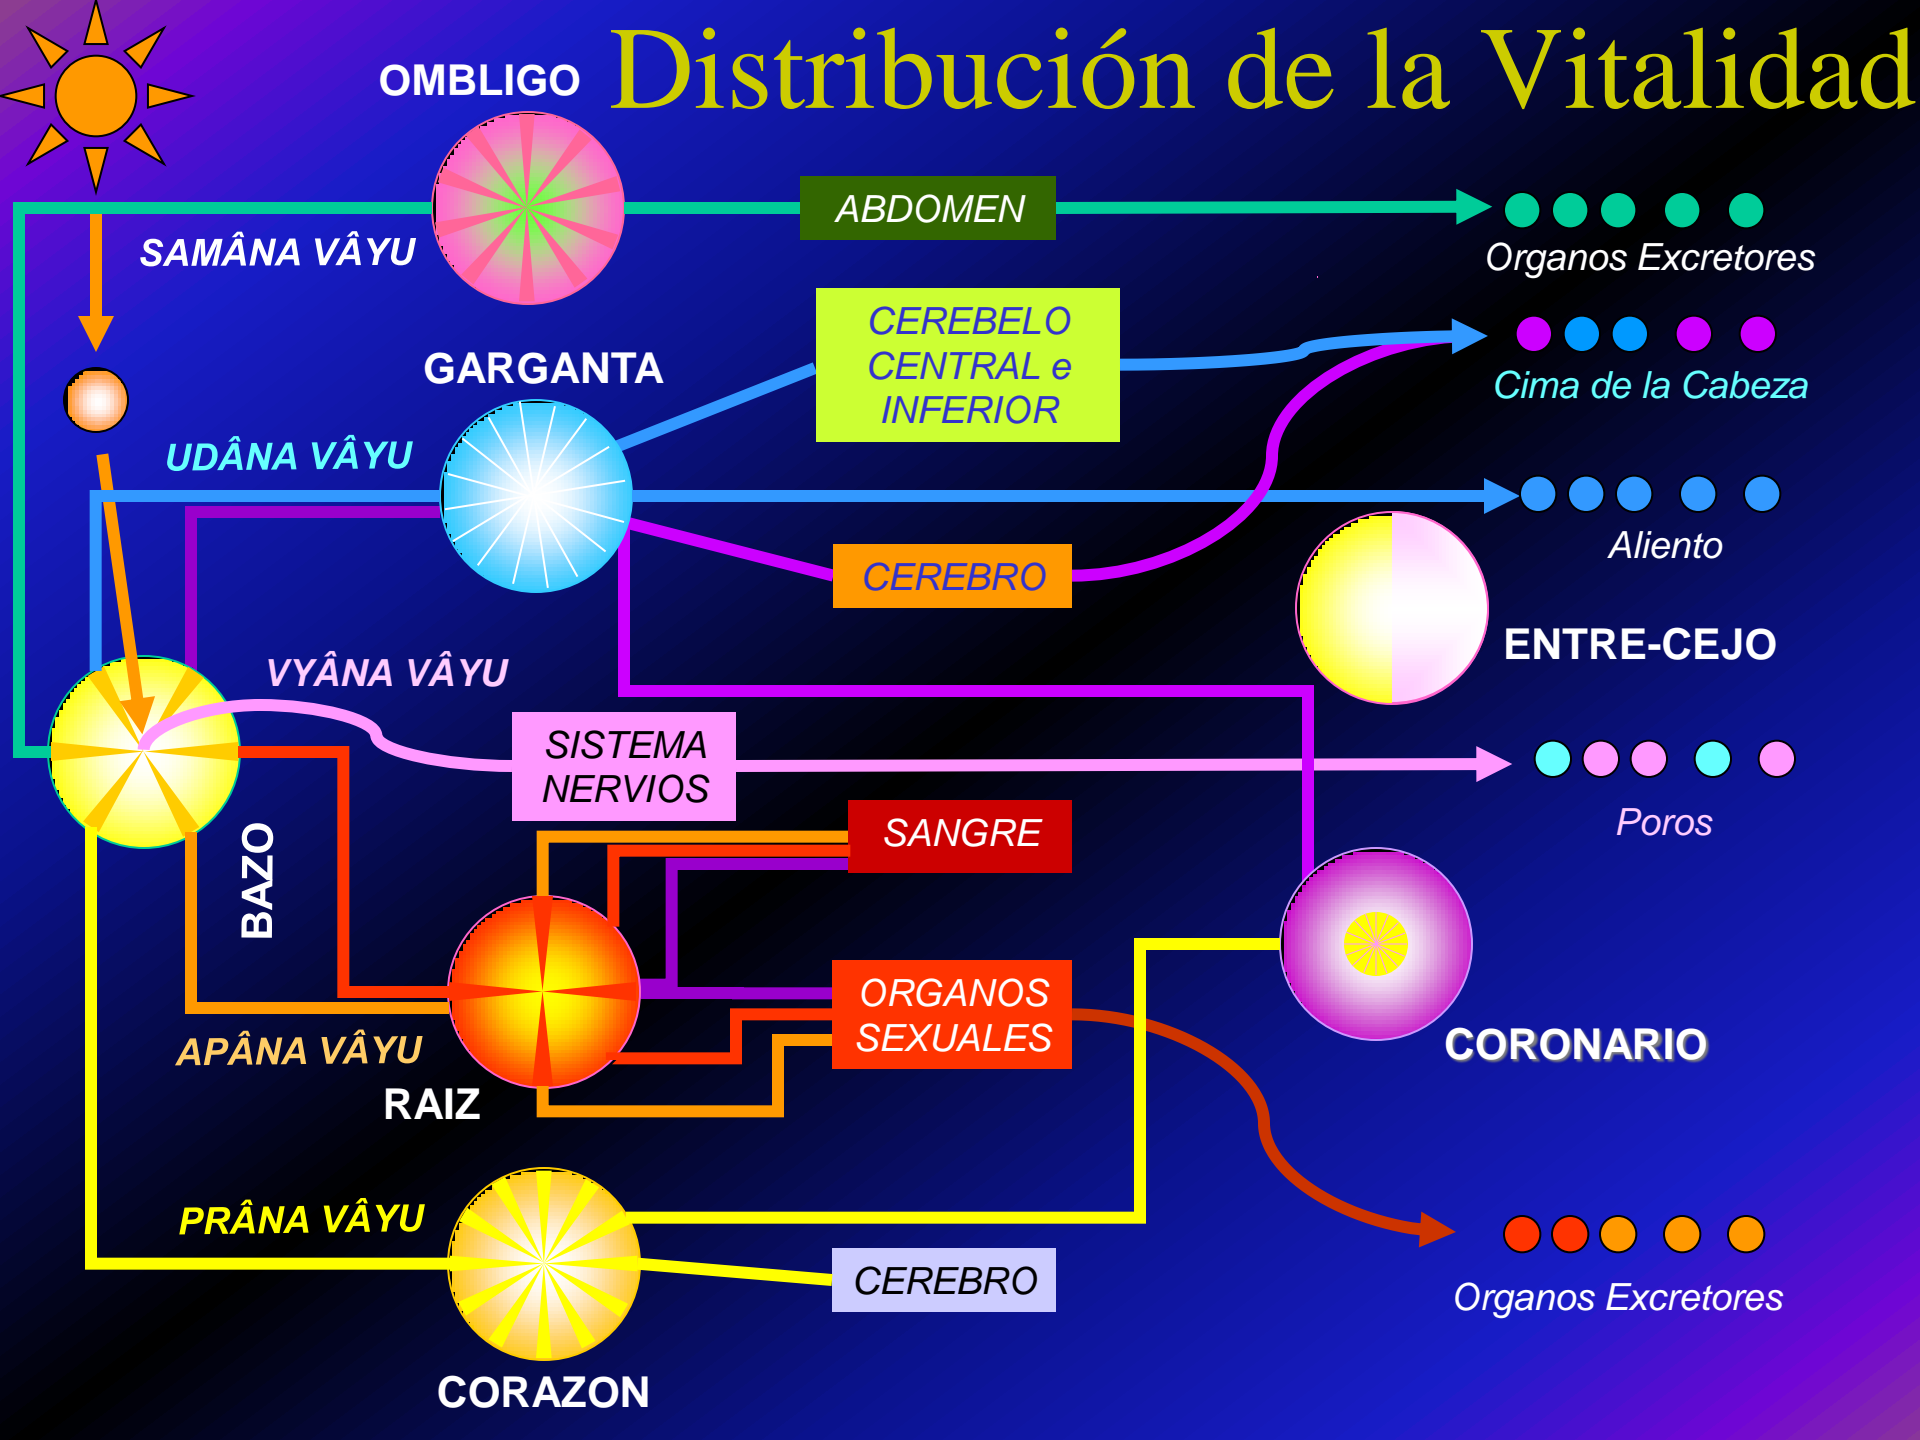 Distribución de la Vitalidad
OMBLIGO
ABDOMEN
SAMÂNA VÂYU
Organos Excretores
CEREBELO
CENTRAL e
INFERIOR
GARGANTA
Cima de la Cabeza
UDÂNA VÂYU
Aliento
CEREBRO
ENTRE-CEJO
VYÂNA VÂYU
SISTEMA
NERVIOS
Poros
SANGRE
BAZO
ORGANOS
SEXUALES
CORONARIO
APÂNA VÂYU
RAIZ
PRÂNA VÂYU
CEREBRO
Organos Excretores
CORAZON